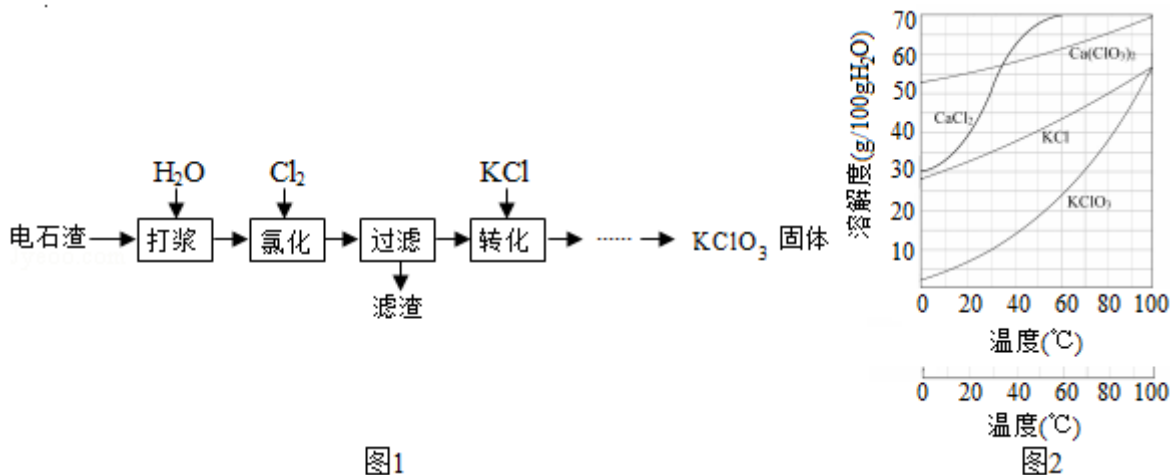 H₂O
Cl₂
KCl
电石渣
打浆
氯化
过滤
转化
KClO₃ 固体
滤渣
图1
溶解度(g/100gH₂O)
70
60
50
40
30
20
10
Ca(ClO₃)₂
CaCl₂
KCl
KClO₃
0 20 40 60 80 100
温度(℃)
0 20 40 60 80 100
温度(℃)
图2